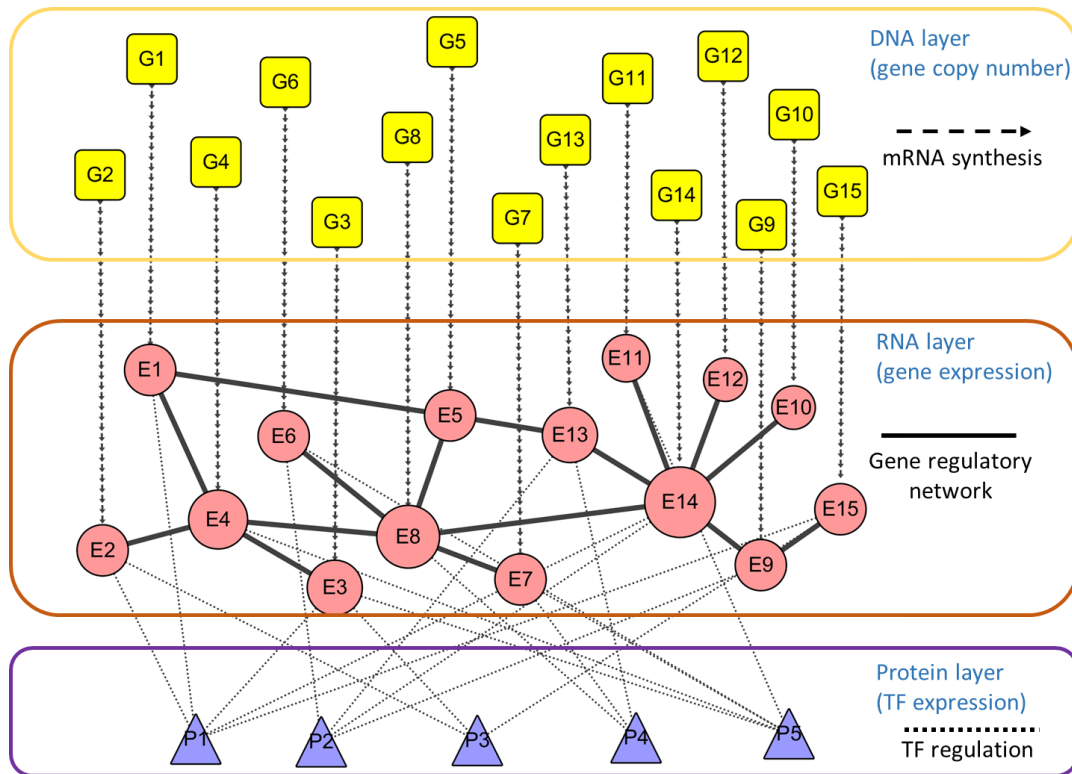 G5
G12
DNA layer
(gene copy number)
G1
G6
G11
G10
mRNA synthesis
G8
G13
G4
G2
G14
G15
G3
G7
G9
RNA layer
(gene expression)
E11
E1
E12
E10
E5
E6
E13
Gene regulatory
network
E14
E15
E4
E8
E2
E9
E7
E3
Protein layer
(TF expression)
TF regulation
P1
P2
P3
P4
P5